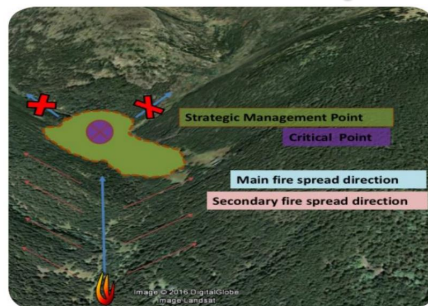 Strategic Management Point
Critical Point
Main fire spread direction
Secondary fire spread direction
Image © 2016 DigitalGlobe
Image Landsat